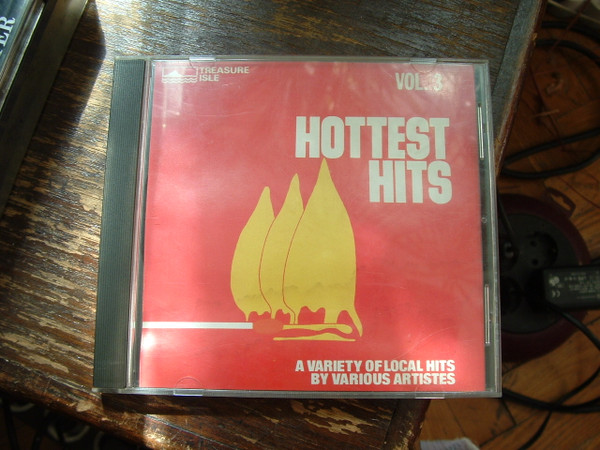 TREASURE
ISLE
VOL. 3
HOTTEST
HITS
A VARIETY OF LOCAL HITS
BY VARIOUS ARTISTES